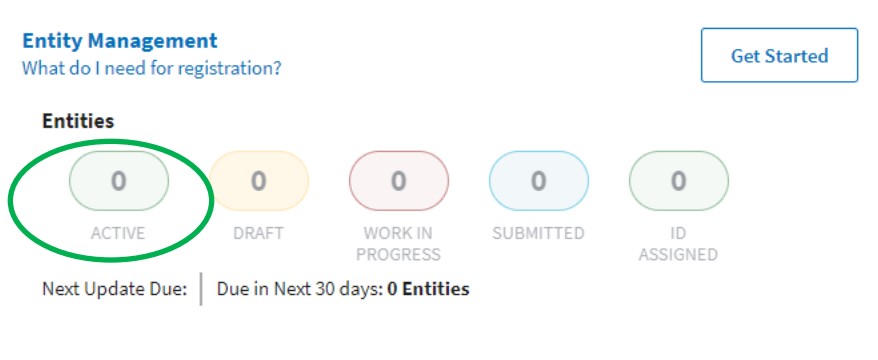 Entity Management
What do I need for registration?
Get Started
Entities
0 0 0 0 0
ACTIVE DRAFT WORK IN PROGRESS SUBMITTED ID ASSIGNED
Next Update Due: Due in Next 30 days: 0 Entities